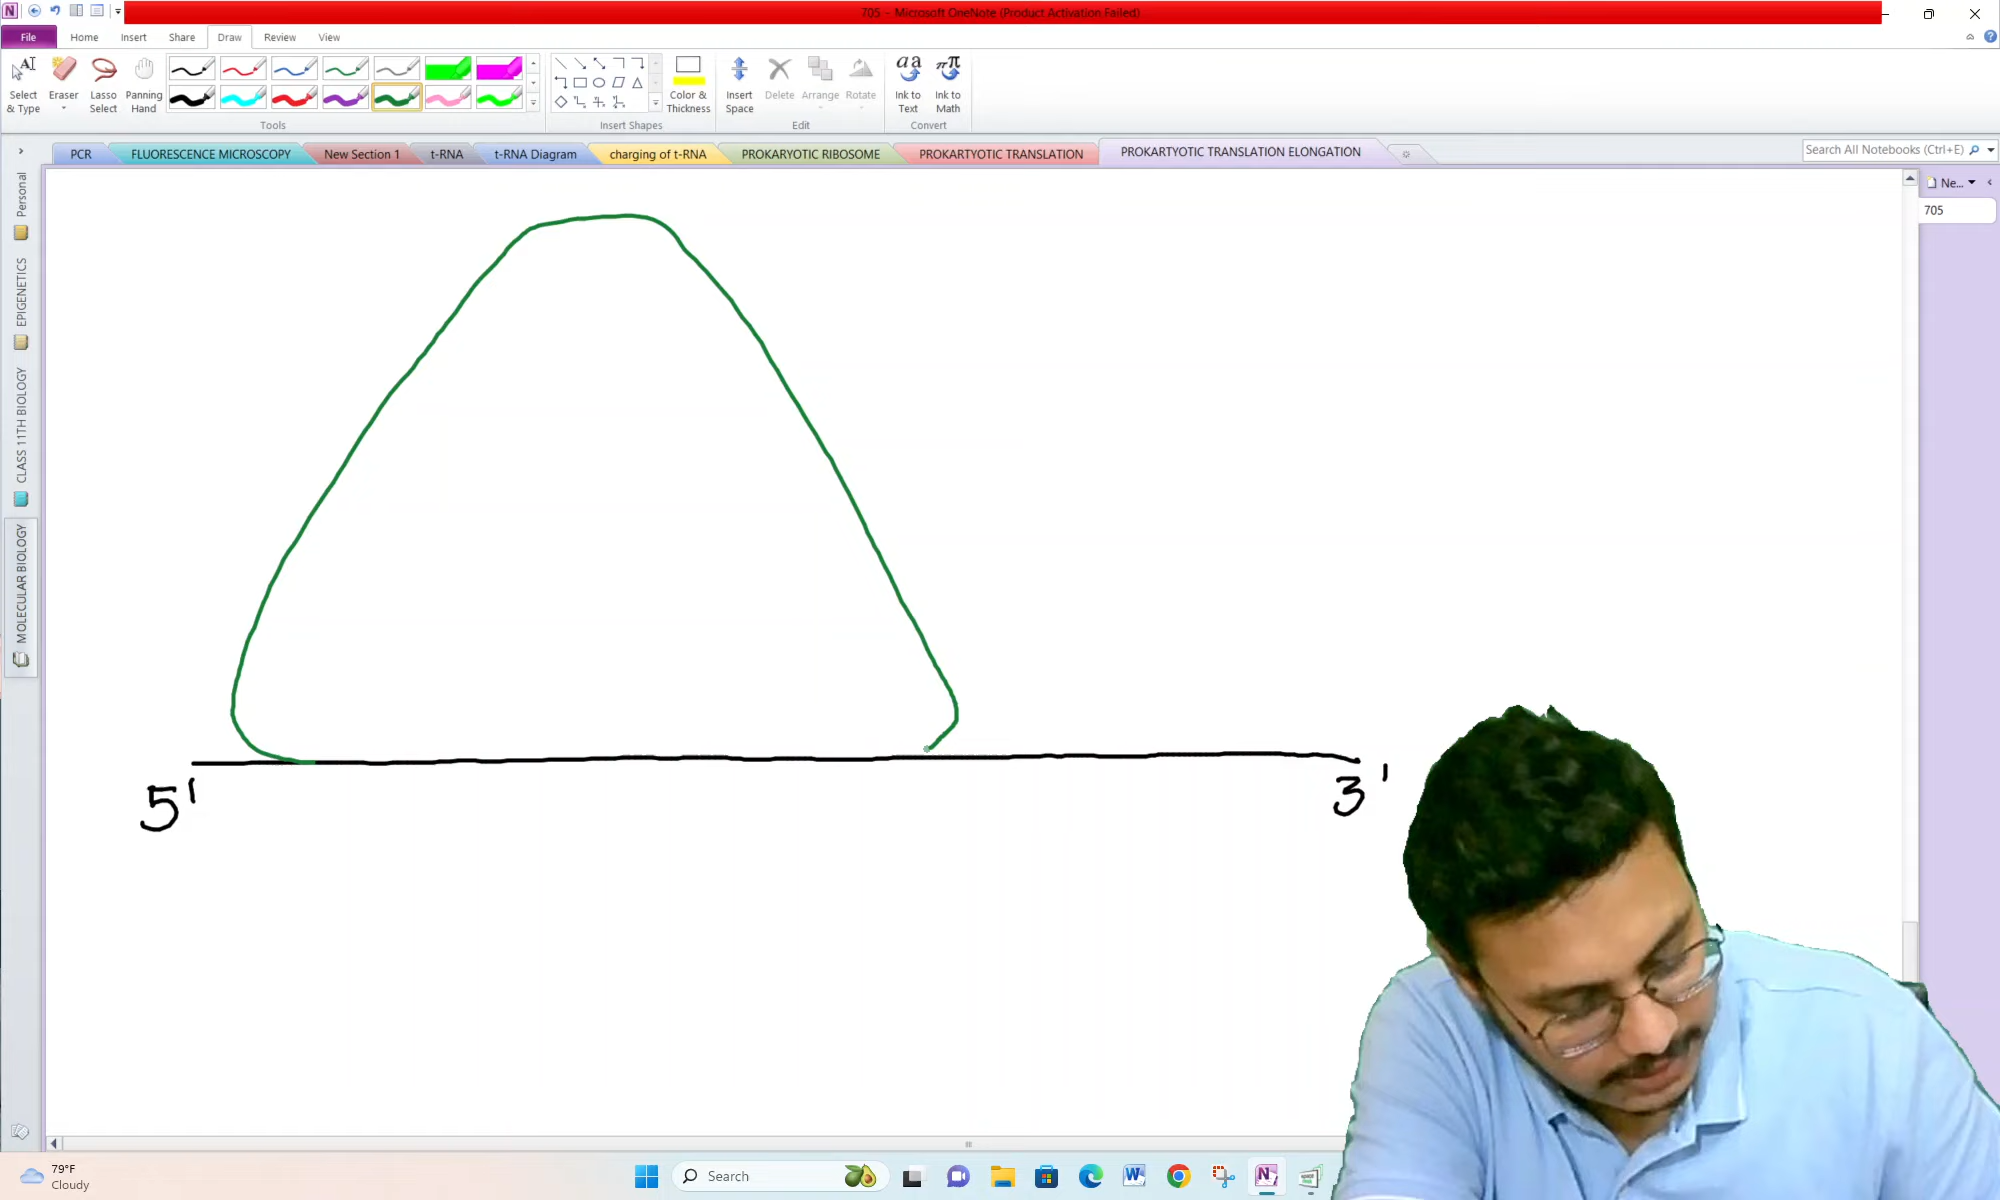 705 - Microsoft OneNote (Product Activation Failed)
File Home Insert Share Draw Review View
Select & Type
Eraser
Lasso Select
Panning Hand
Color & Thickness
Insert Space
Delete
Arrange
Rotate
Ink to Text
Ink to Math
Tools Insert Shapes Edit Convert
PCR FLUORESCENCE MICROSCOPY New Section 1 t-RNA t-RNA Diagram charging of t-RNA PROKARYOTIC RIBOSOME PROKARTYOTIC TRANSLATION PROKARTYOTIC TRANSLATION ELONGATION
Search All Notebooks (Ctrl+E)
Ne...
705
Personal
EPIGENETICS
CLASS 11TH BIOLOGY
MOLECULAR BIOLOGY
5' 3'
79°F
Cloudy
Search